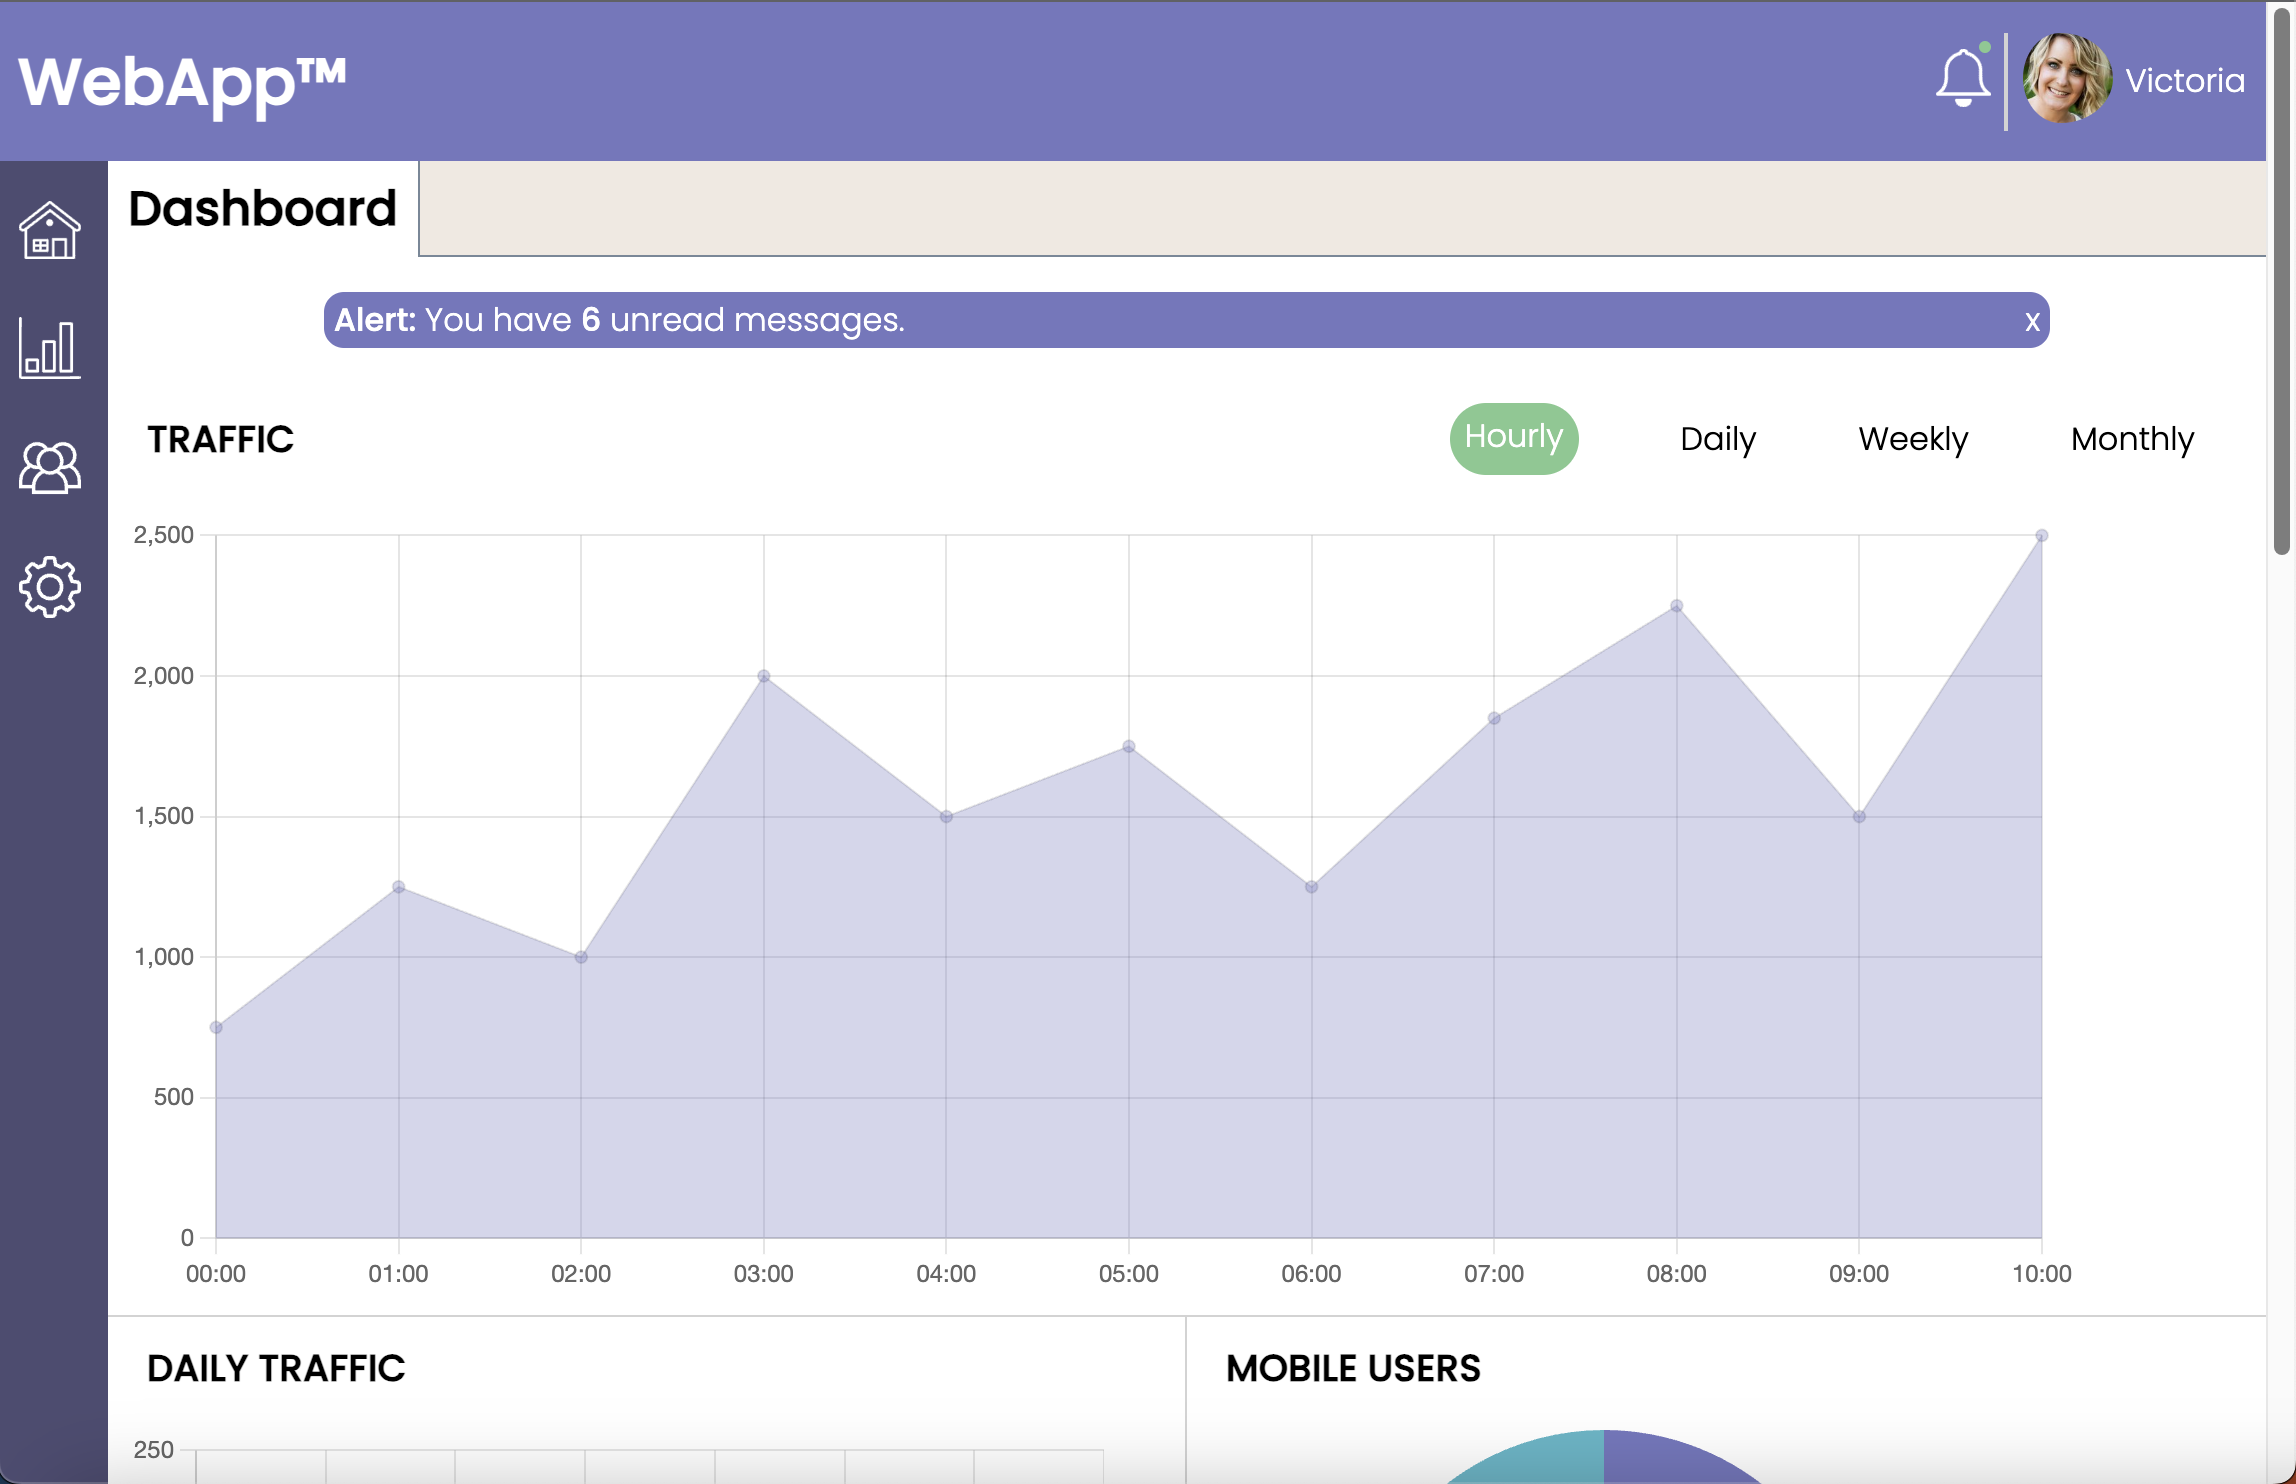 WebApp™
Victoria
Dashboard
Alert: You have 6 unread messages.
x
TRAFFIC
Hourly
Daily
Weekly
Monthly
2,500
2,000
1,500
1,000
500
0
00:00
01:00
02:00
03:00
04:00
05:00
06:00
07:00
08:00
09:00
10:00
DAILY TRAFFIC
250
MOBILE USERS